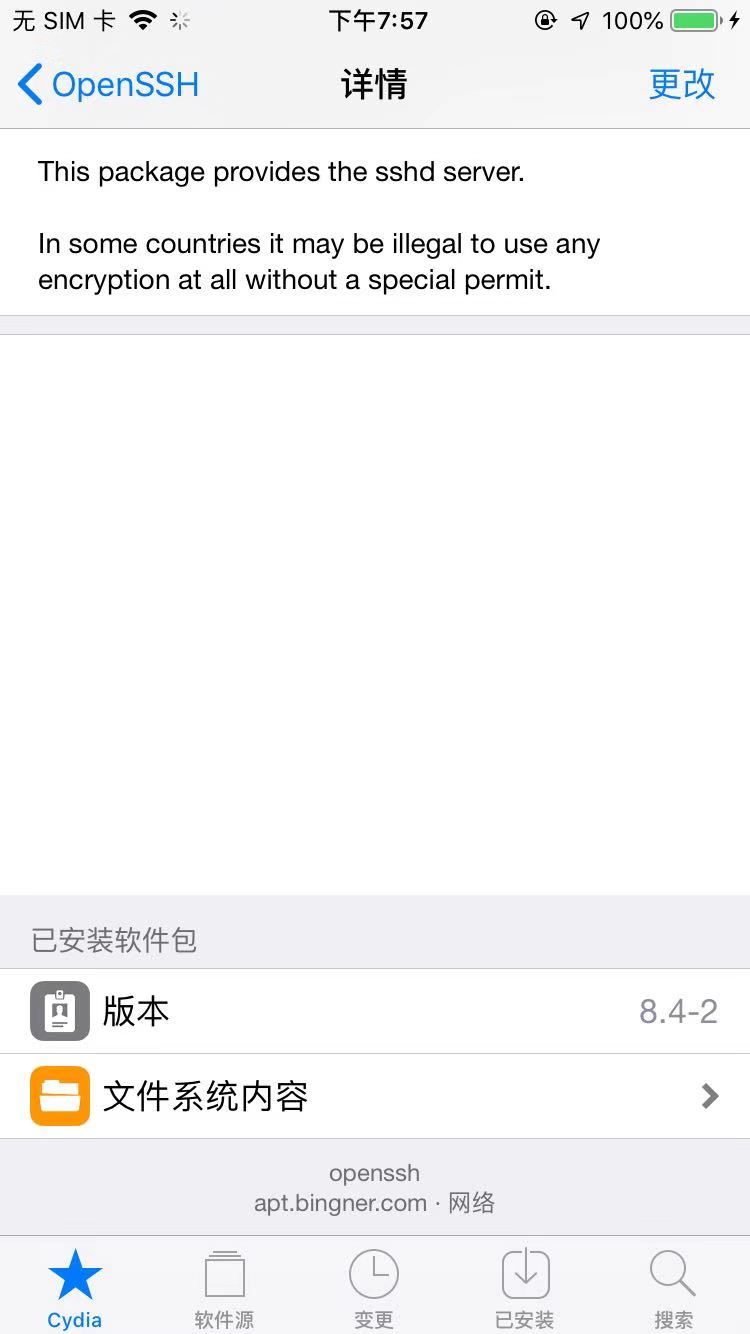 无 SIM 卡 下午7:57 100%
OpenSSH 详情 更改
This package provides the sshd server.
In some countries it may be illegal to use any
encryption at all without a special permit.
已安装软件包
版本 8.4-2
文件系统内容
openssh
apt.bingner.com · 网络
Cydia 软件源 变更 已安装 搜索